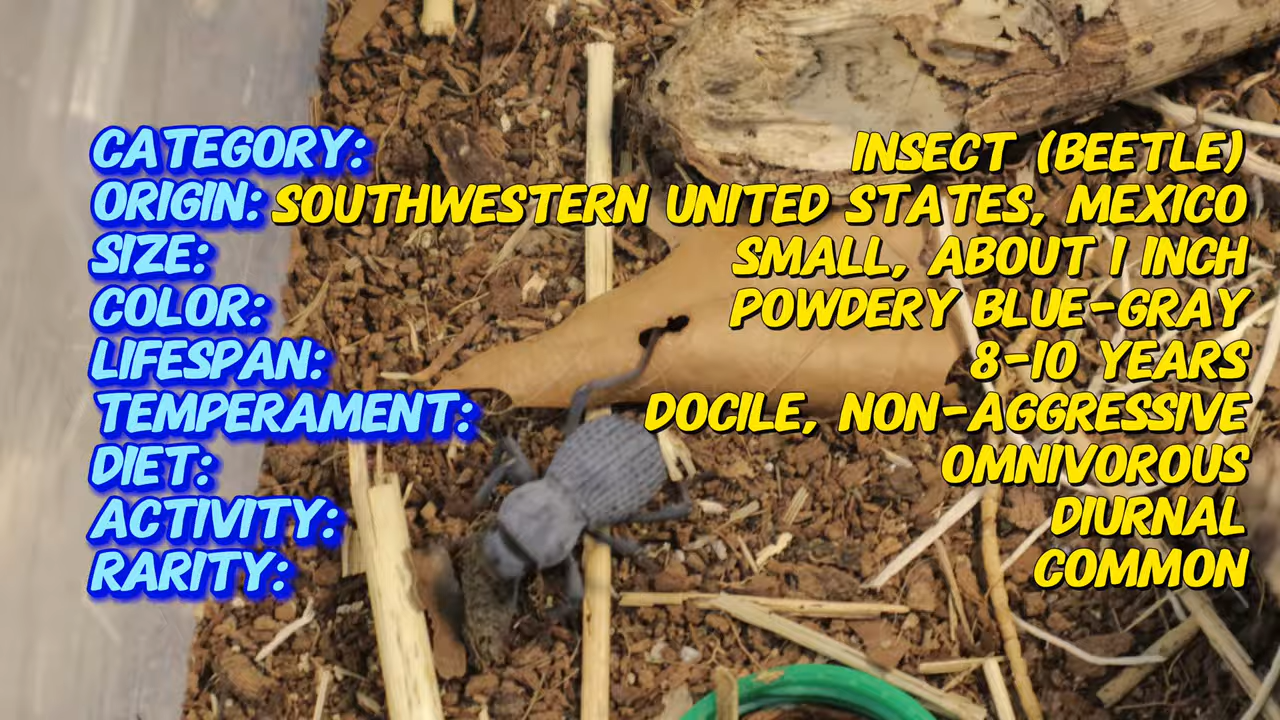 CATEGORY: INSECT (BEETLE)
ORIGIN: SOUTHWESTERN UNITED STATES, MEXICO
SIZE: SMALL, ABOUT 1 INCH
COLOR: POWDERY BLUE-GRAY
LIFESPAN: 8-10 YEARS
TEMPERAMENT: DOCILE, NON-AGGRESSIVE
DIET: OMNIVOROUS
ACTIVITY: DIURNAL
RARITY: COMMON